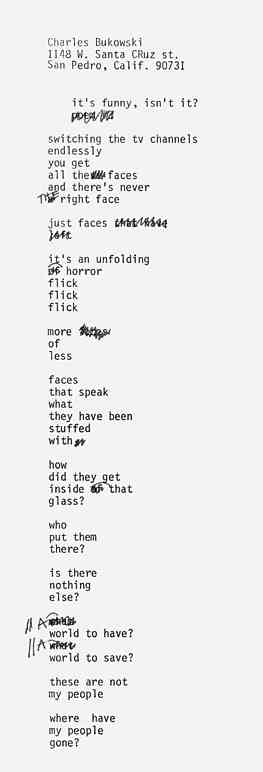 Charles Bukowski
1148 W. Santa CRuz st.
San Pedro, Calif. 90731
it's funny, isn't it?
switching the tv channels
endlessly
you get
all the faces
and there's never
THE right face
just faces
it's an unfolding
horror
flick
flick
flick
more
of
less
faces
that speak
what
they have been
stuffed
with
how
did they get
inside that
glass?
who
put them
there?
is there
nothing
else?
A
world to have?
A
world to save?
these are not
my people
where have
my people
gone?